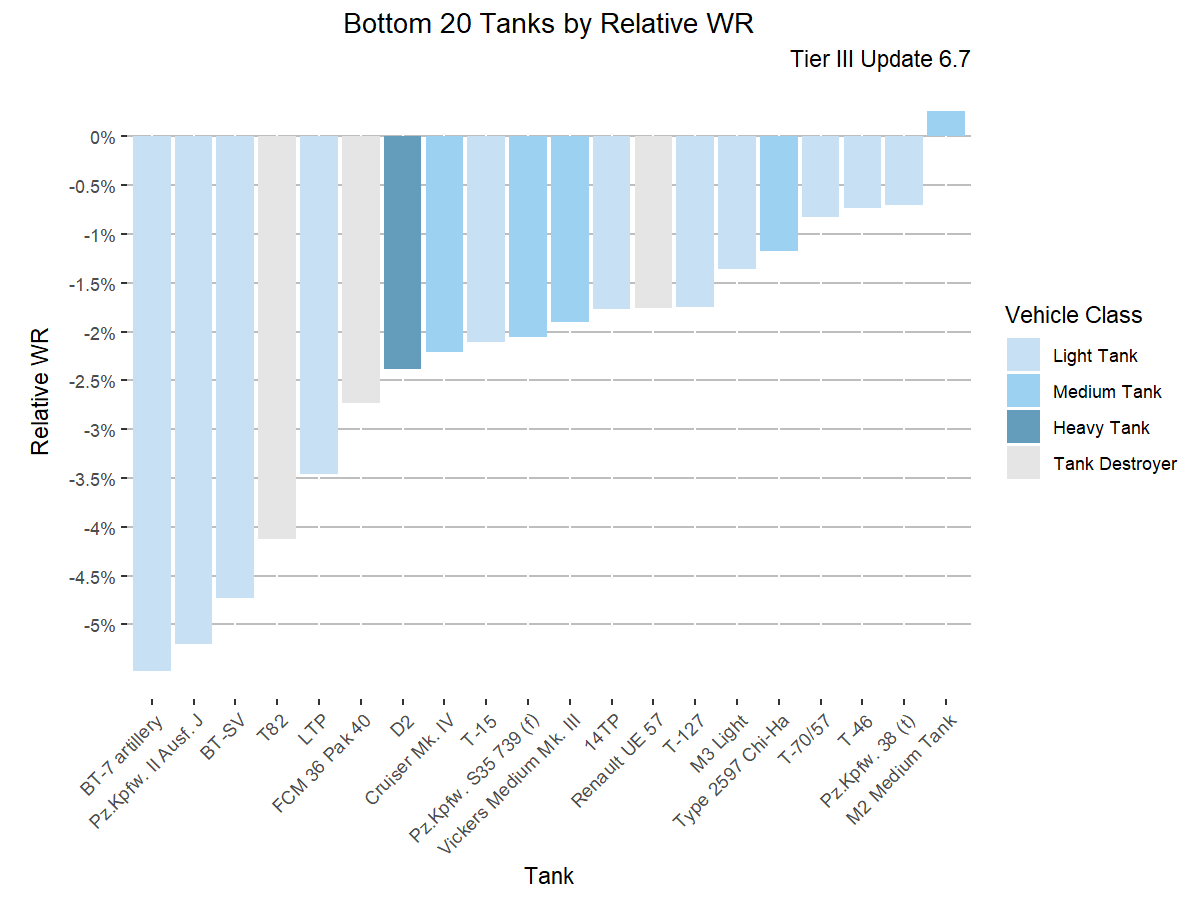 Bottom 20 Tanks by Relative WR
Tier III Update 6.7
0%
-0.5%
-1%
-1.5%
-2%
-2.5%
-3%
-3.5%
-4%
-4.5%
-5%
Relative WR
BT-7 artillery
Pz.Kpfw. II Ausf. J
BT-SV
T82
LTP
FCM 36 Pak 40
D2
Cruiser Mk. IV
T-15
Pz.Kpfw. S35 739 (f)
Vickers Medium Mk. III
14TP
Renault UE 57
T-127
M3 Light
Type 2597 Chi-Ha
T-70/57
T-46
Pz.Kpfw. 38 (t)
M2 Medium Tank
Tank
Vehicle Class
Light Tank
Medium Tank
Heavy Tank
Tank Destroyer